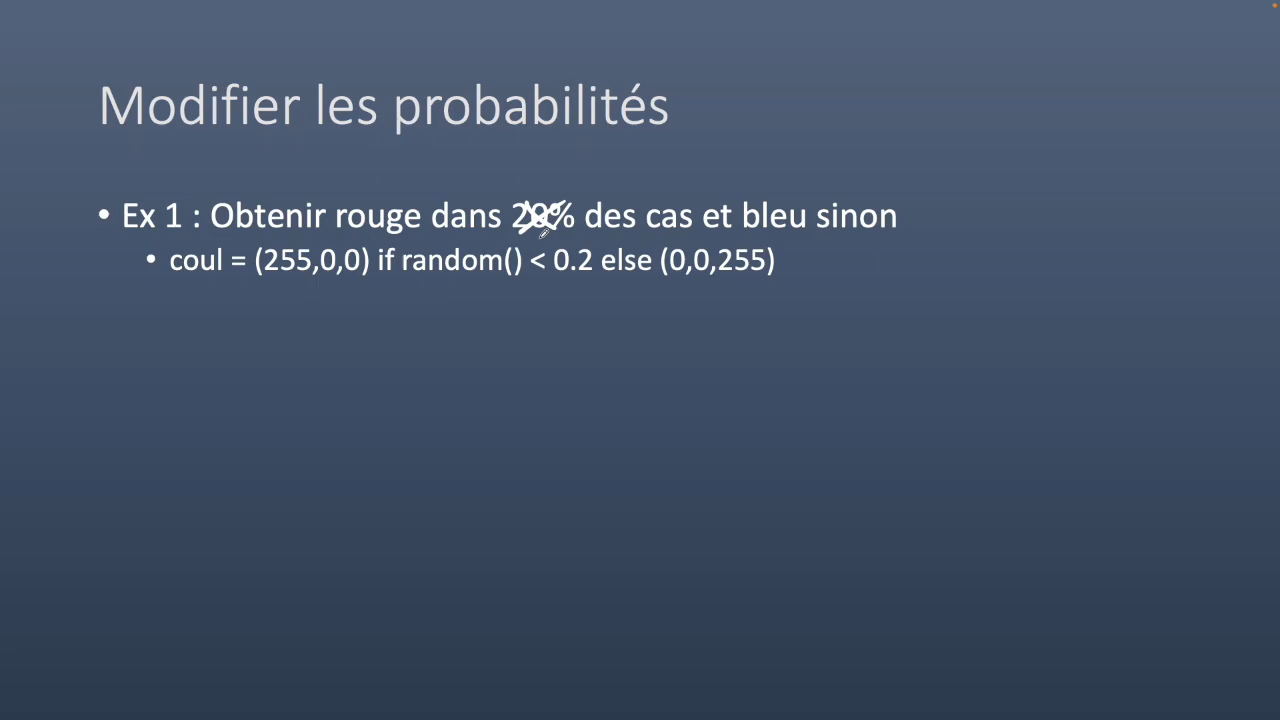 Modifier les probabilités
• Ex 1 : Obtenir rouge dans 20% des cas et bleu sinon
• coul = (255,0,0) if random() < 0.2 else (0,0,255)